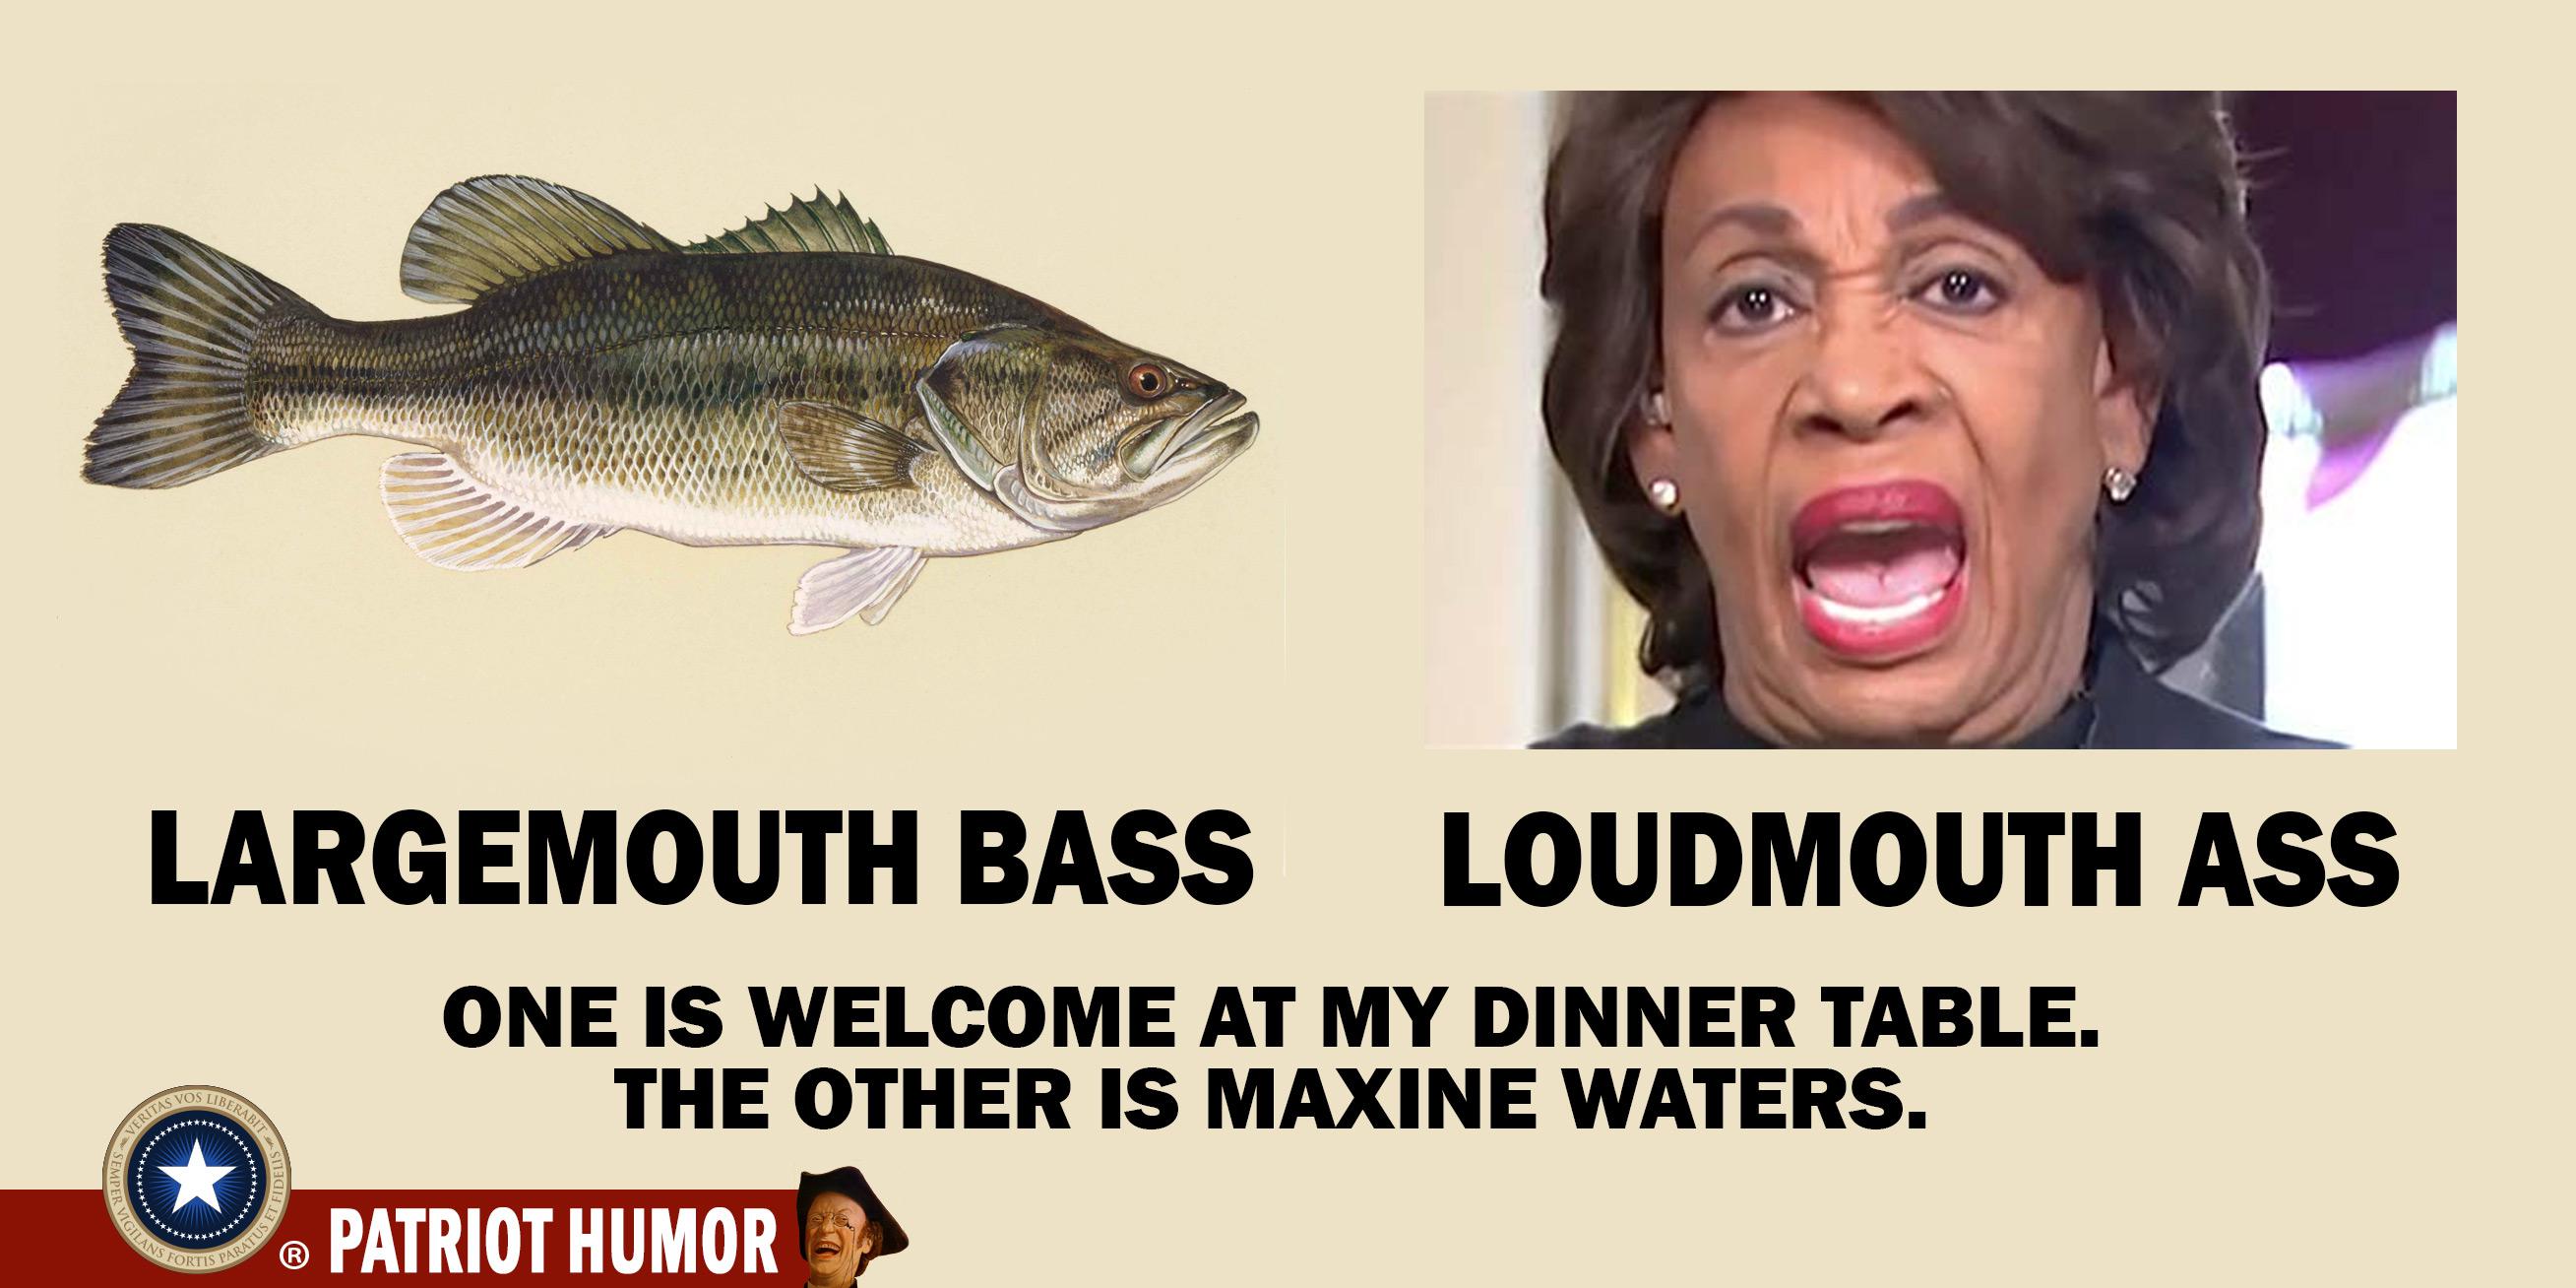 LARGEMOUTH BASS
LOUDMOUTH ASS
ONE IS WELCOME AT MY DINNER TABLE.
THE OTHER IS MAXINE WATERS.
VERITAS VOS LIBERABIT
SEMPER VIGILANS FORTIS PARATUS ET FIDELIS
® PATRIOT HUMOR